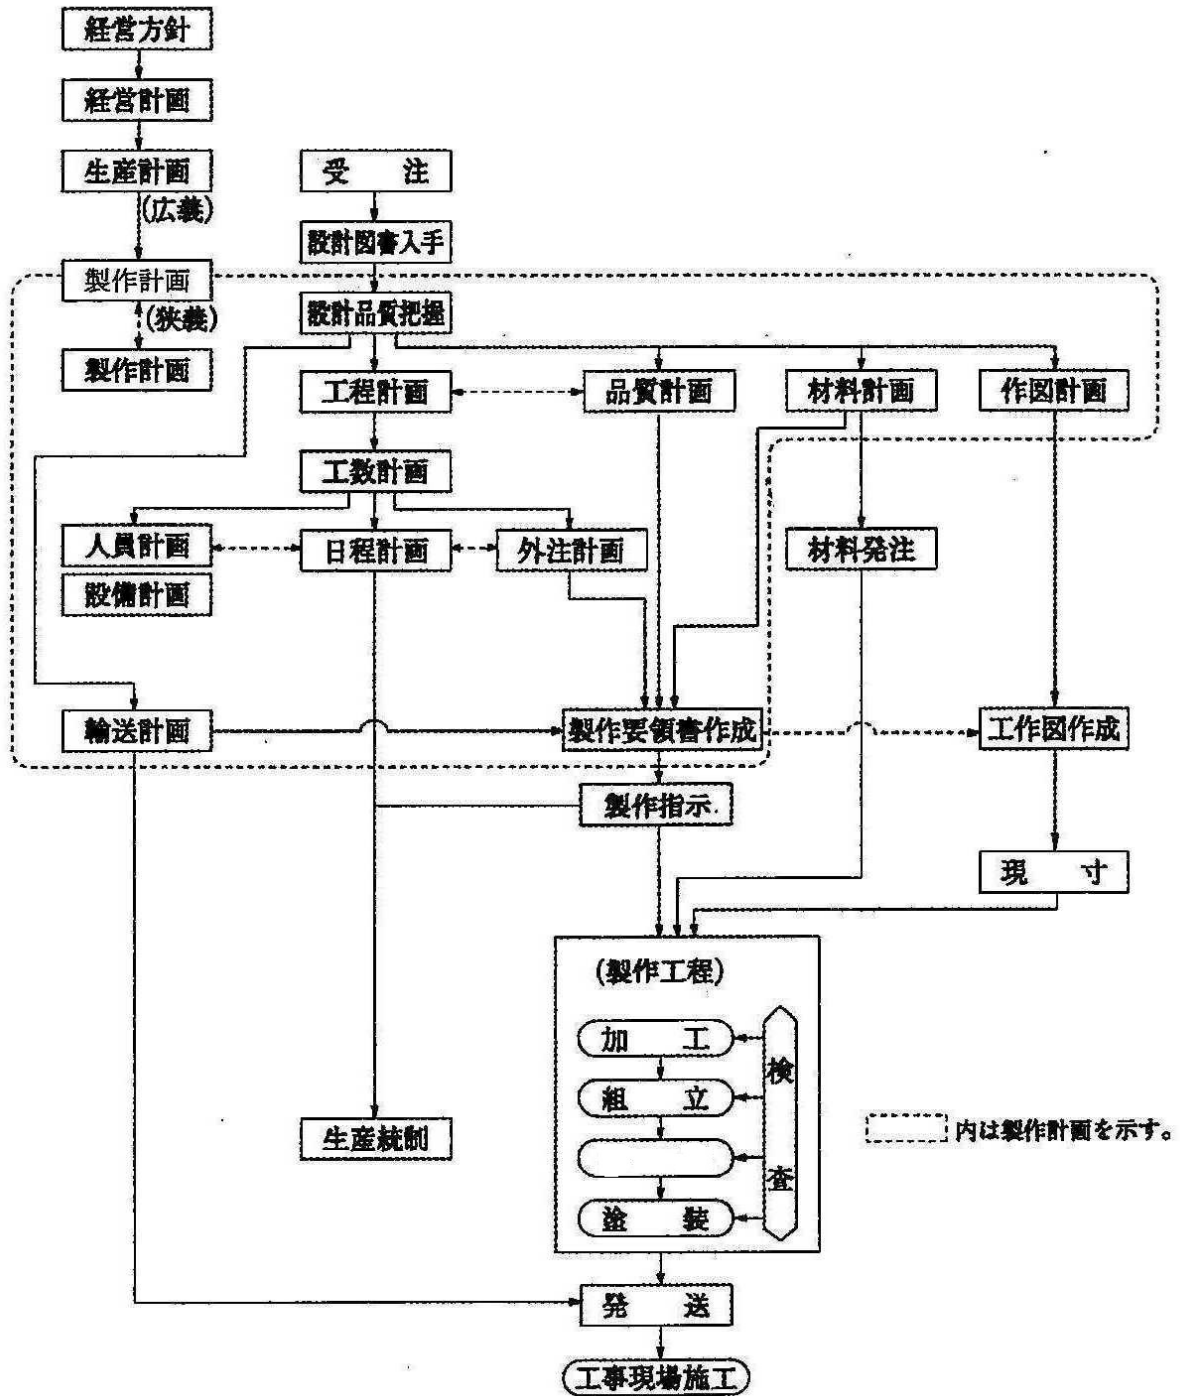 経営方針
経営計画
生産計画
(広義)
受 注
設計図書入手
製作計画
(狭義)
設計品質把握
製作計画
工程計画
品質計画
材料計画
作図計画
工数計画
人員計画
日程計画
外注計画
材料発注
設備計画
輸送計画
製作要領書作成
工作図作成
製作指示
現 寸
(製作工程)
加 工
検
組 立
生産統制
内は製作計画を示す。
査
塗 装
発 送
工事現場施工